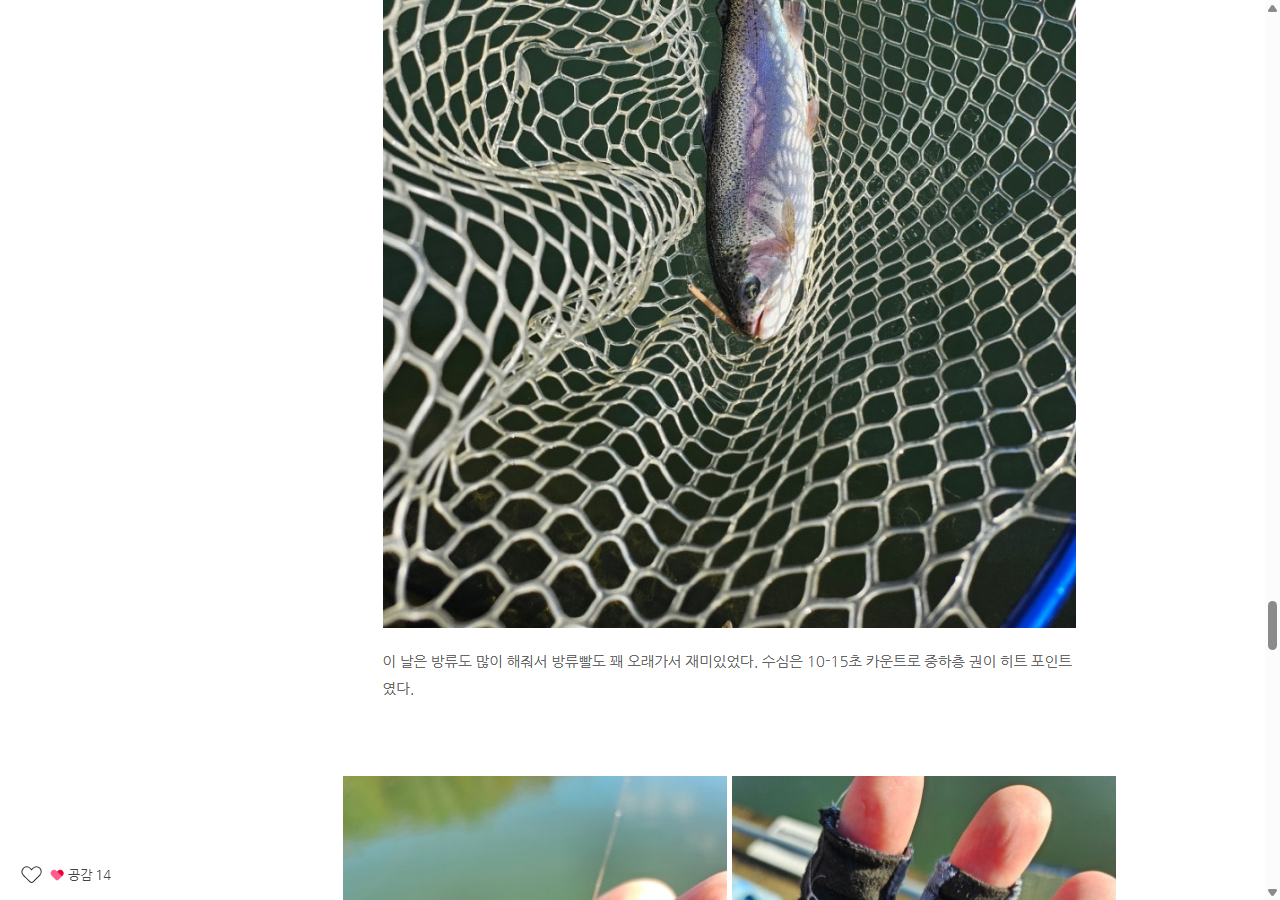 이 날은 방류도 많이 해줘서 방류빨도 꽤 오래가서 재미있었다. 수심은 10-15초 카운트로 중하층 권이 히트 포인트
였다.
공감 14